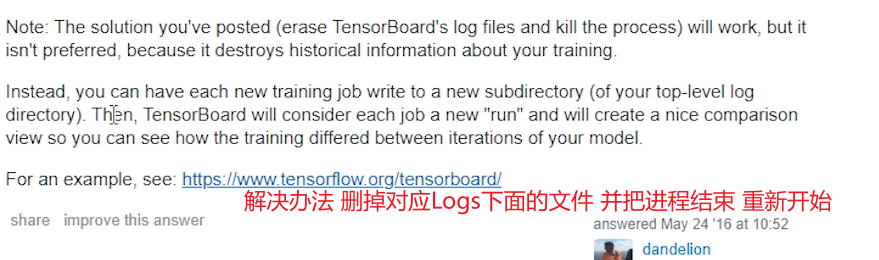 Note: The solution you've posted (erase TensorBoard's log files and kill the process) will work, but it
isn't preferred, because it destroys historical information about your training.
Instead, you can have each new training job write to a new subdirectory (of your top-level log
directory). Then, TensorBoard will consider each job a new "run" and will create a nice comparison
view so you can see how the training differed between iterations of your model.
For an example, see: https://www.tensorflow.org/tensorboard/
解决办法 删掉对应Logs下面的文件 并把进程结束 重新开始
share improve this answer
answered May 24 '16 at 10:52
dandelion